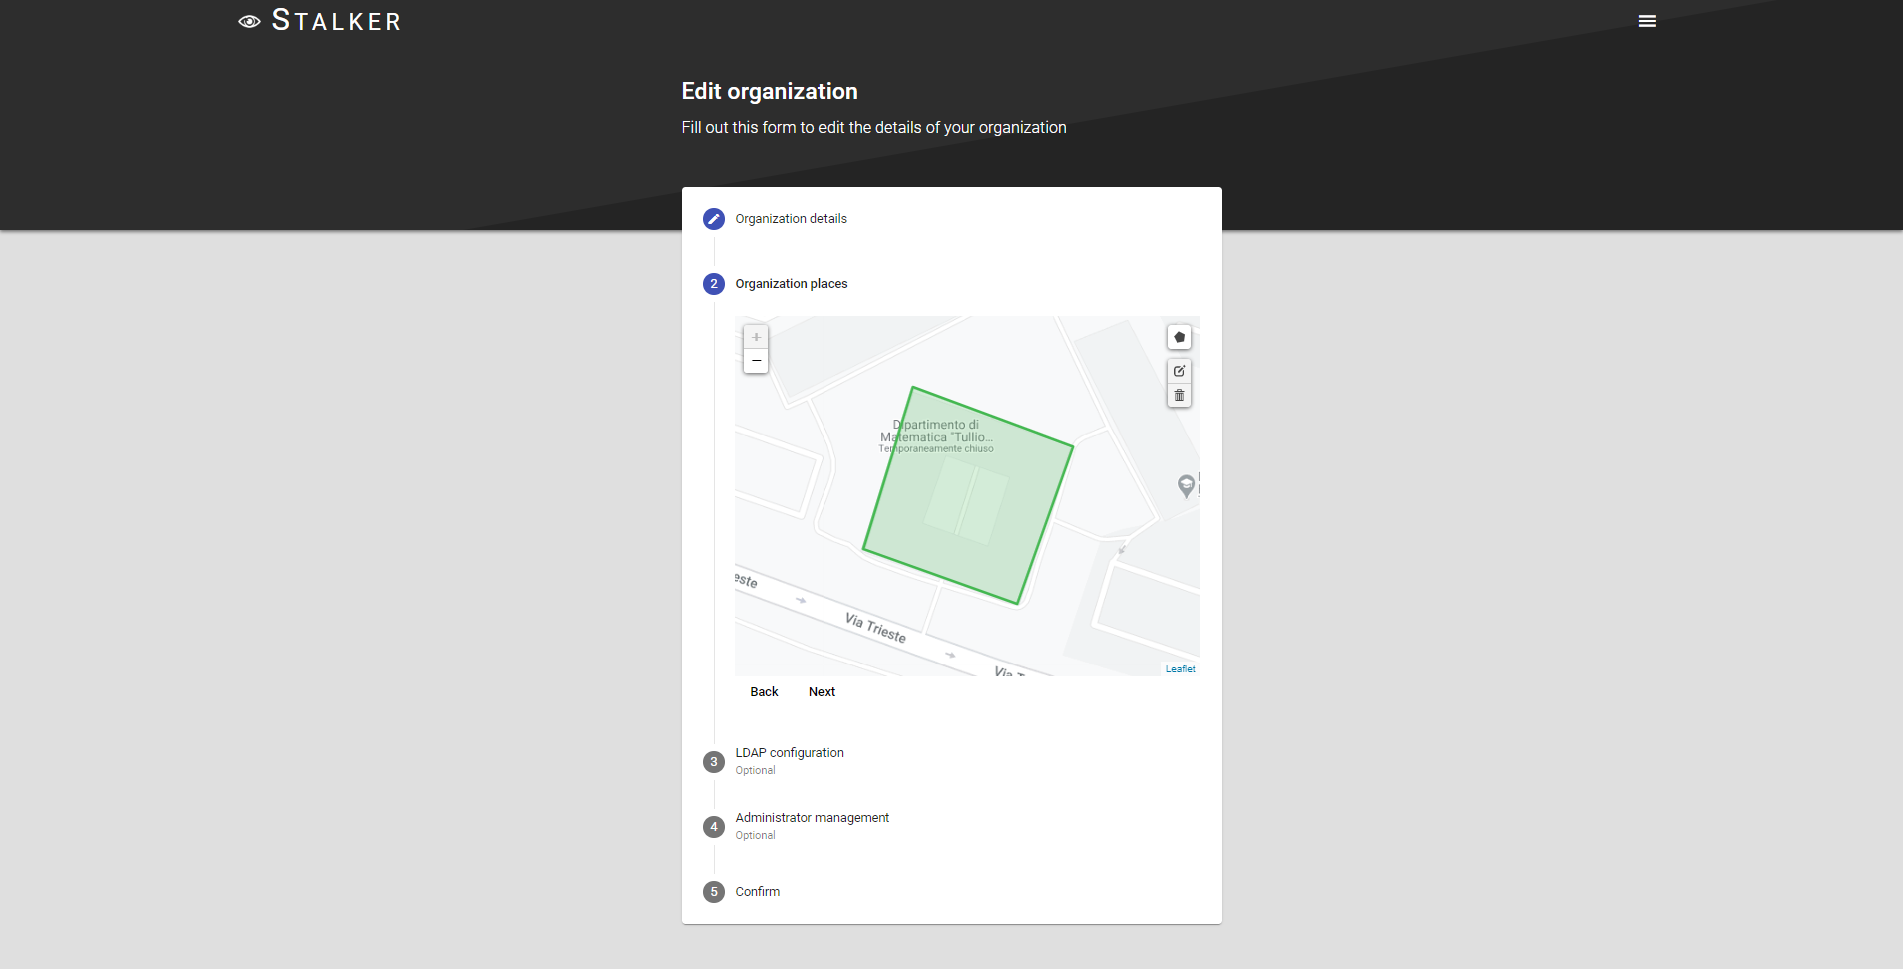 STALKER
Edit organization
Fill out this form to edit the details of your organization
Organization details
2
Organization places
+
−
Dipartimento di
Matematica "Tullio...
Temporaneamente chiuso
este
Via Trieste
Leaflet
Back
Next
3
LDAP configuration
Optional
4
Administrator management
Optional
5
Confirm